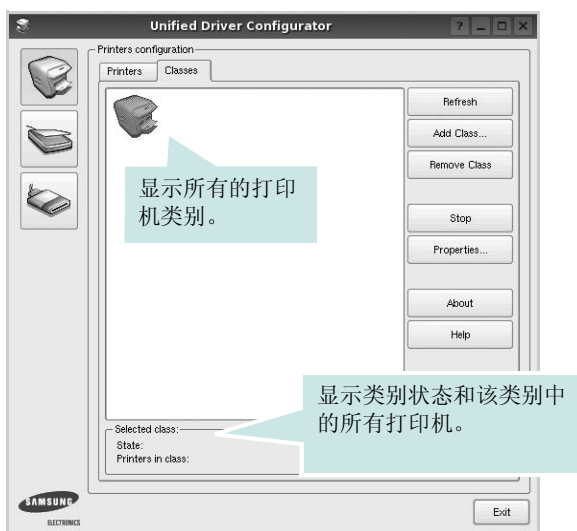 Unified Driver Configurator
Printers configuration
Printers
Classes
Refresh
Add Class...
Remove Class
Stop
Properties...
About
Help
显示所有的打印
机类别。
显示类别状态和该类别中
的所有打印机。
Selected class:
State:
Printers in class:
SAMSUNG
ELECTRONICS
Exit